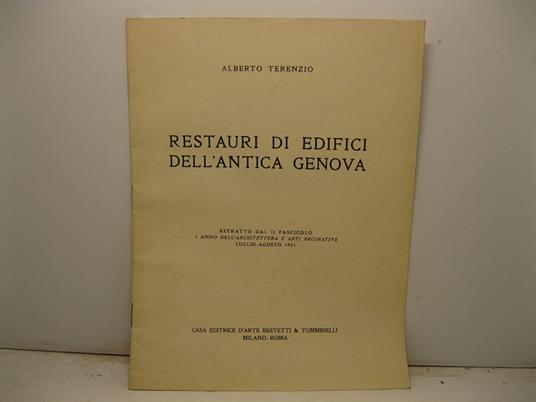 ALBERTO TERENZIO
RESTAURI DI EDIFICI
DELL'ANTICA GENOVA
ESTRATTO DAL II FASCICOLO
I ANNO DELL'ARCHITETTURA E ARTI DECORATIVE
LUGLIO-AGOSTO 1921
CASA EDITRICE D'ARTE BESTETTI & TUMMINELLI
MILANO-ROMA